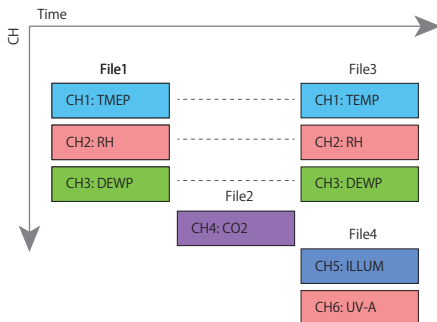 Time
CH
File1
File3
CH1: TMEP
CH1: TEMP
CH2: RH
CH2: RH
CH3: DEWP
CH3: DEWP
File2
CH4: CO2
File4
CH5: ILLUM
CH6: UV-A